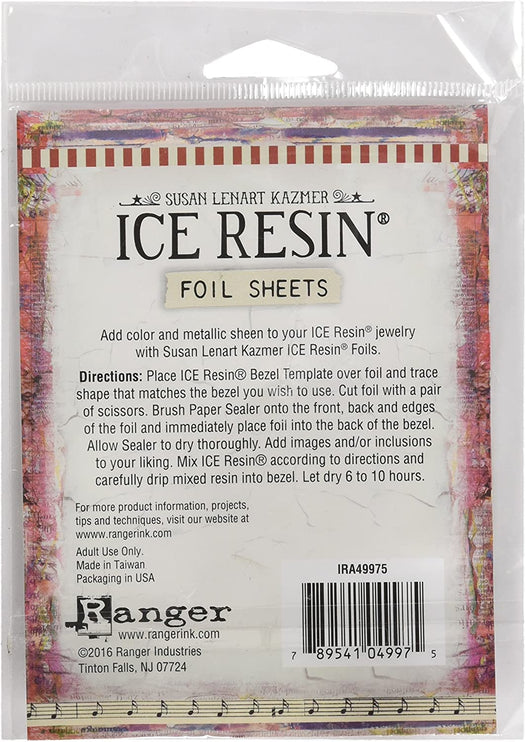 SUSAN LENART KAZMER
ICE RESIN®
FOIL SHEETS
Add color and metallic sheen to your ICE Resin® jewelry
with Susan Lenart Kazmer ICE Resin® Foils.
Directions: Place ICE Resin® Bezel Template over foil and trace
shape that matches the bezel you wish to use. Cut foil with a pair
of scissors. Brush Paper Sealer onto the front, back and edges
of the foil and immediately place foil into the back of the bezel.
Allow Sealer to dry thoroughly. Add images and/or inclusions
to your liking. Mix ICE Resin® according to directions and
carefully drip mixed resin into bezel. Let dry 6 to 10 hours.
For more product information, projects,
tips and techniques, visit our website at
www.rangerink.com
Adult Use Only.
Made in Taiwan
Packaging in USA
Ranger
www.rangerink.com
©2016 Ranger Industries
Tinton Falls, NJ 07724
IRA49975
7 89541 04997 5